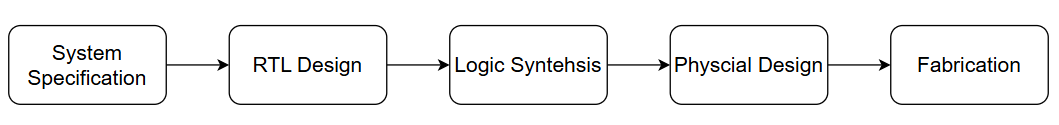 System
Specification
RTL Design
Logic Syntehsis
Physcial Design
Fabrication